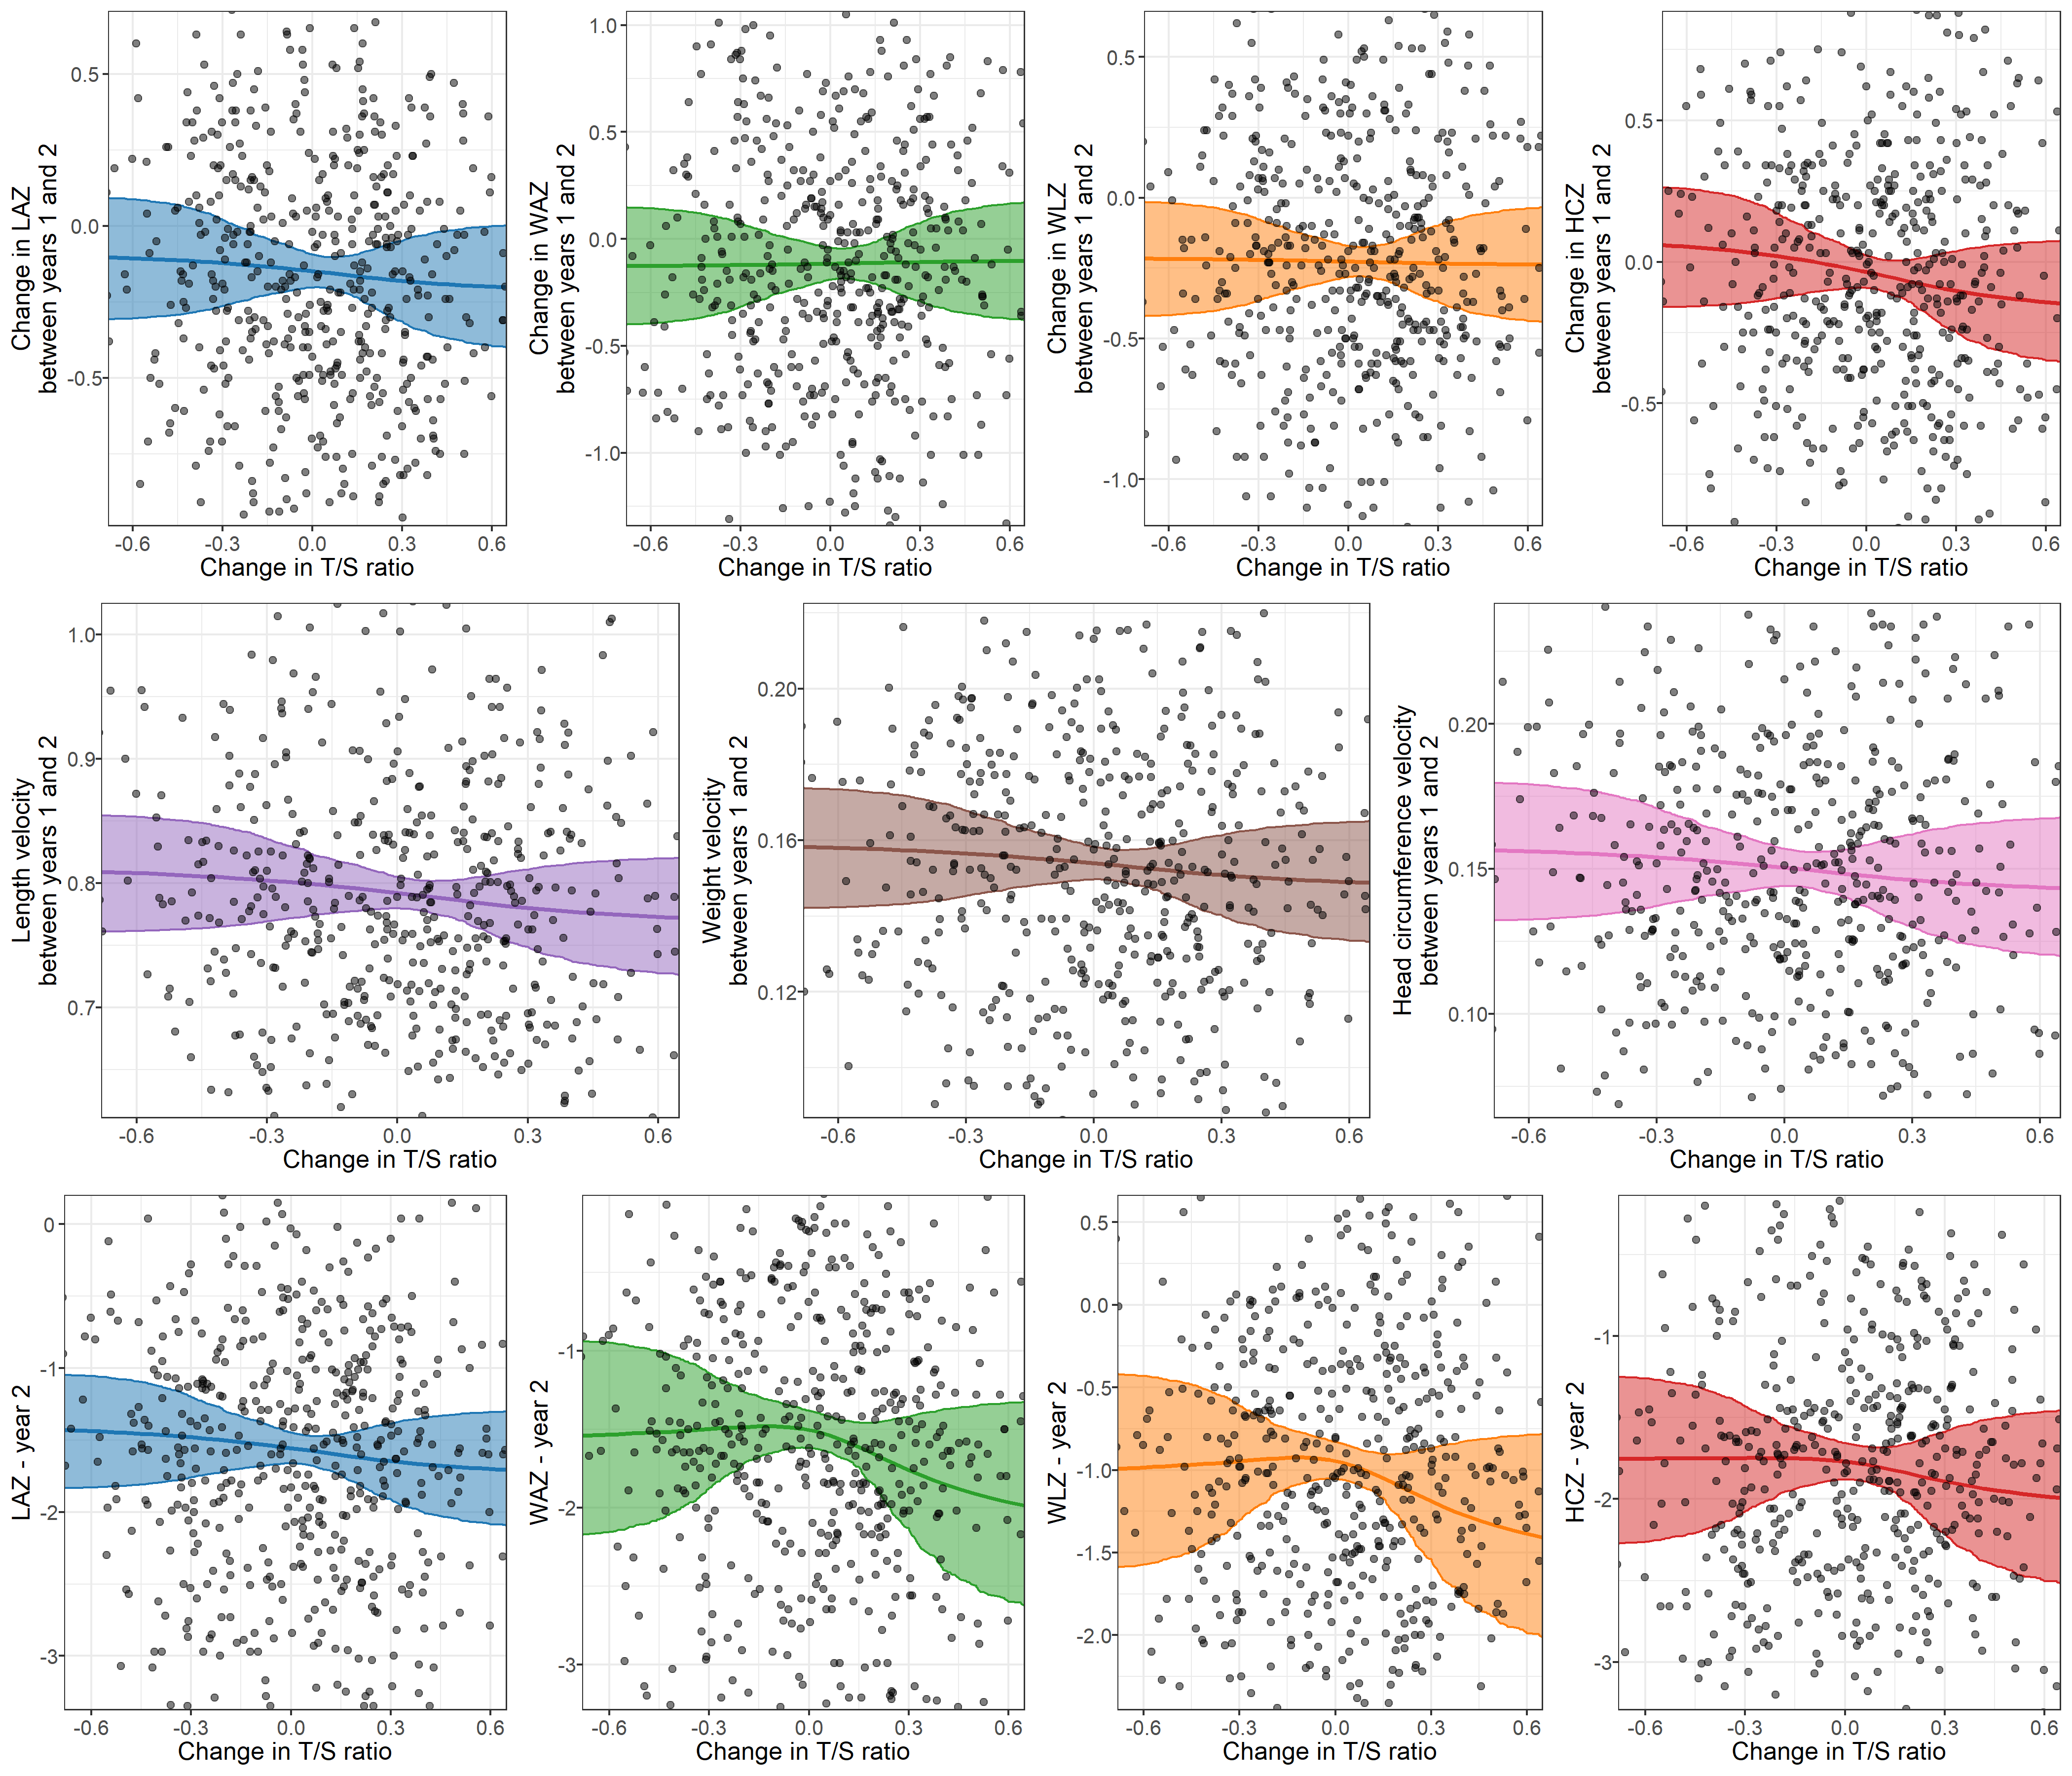 Change in LAZ
between years 1 and 2
0.5
0.0
-0.5
-0.6 -0.3 0.0 0.3 0.6
Change in T/S ratio
Change in WAZ
between years 1 and 2
1.0
0.5
0.0
-0.5
-1.0
-0.6 -0.3 0.0 0.3 0.6
Change in T/S ratio
Change in WLZ
between years 1 and 2
0.5
0.0
-0.5
-1.0
-0.6 -0.3 0.0 0.3 0.6
Change in T/S ratio
Change in HCZ
between years 1 and 2
0.5
0.0
-0.5
-0.6 -0.3 0.0 0.3 0.6
Change in T/S ratio
Length velocity
between years 1 and 2
1.0
0.9
0.8
0.7
-0.6 -0.3 0.0 0.3 0.6
Change in T/S ratio
Weight velocity
between years 1 and 2
0.20
0.16
0.12
-0.6 -0.3 0.0 0.3 0.6
Change in T/S ratio
Head circumference velocity
between years 1 and 2
0.20
0.15
0.10
-0.6 -0.3 0.0 0.3 0.6
Change in T/S ratio
LAZ - year 2
0
-1
-2
-3
-0.6 -0.3 0.0 0.3 0.6
Change in T/S ratio
WAZ - year 2
-1
-2
-3
-0.6 -0.3 0.0 0.3 0.6
Change in T/S ratio
WLZ - year 2
0.5
0.0
-0.5
-1.0
-1.5
-2.0
-0.6 -0.3 0.0 0.3 0.6
Change in T/S ratio
HCZ - year 2
-1
-2
-3
-0.6 -0.3 0.0 0.3 0.6
Change in T/S ratio